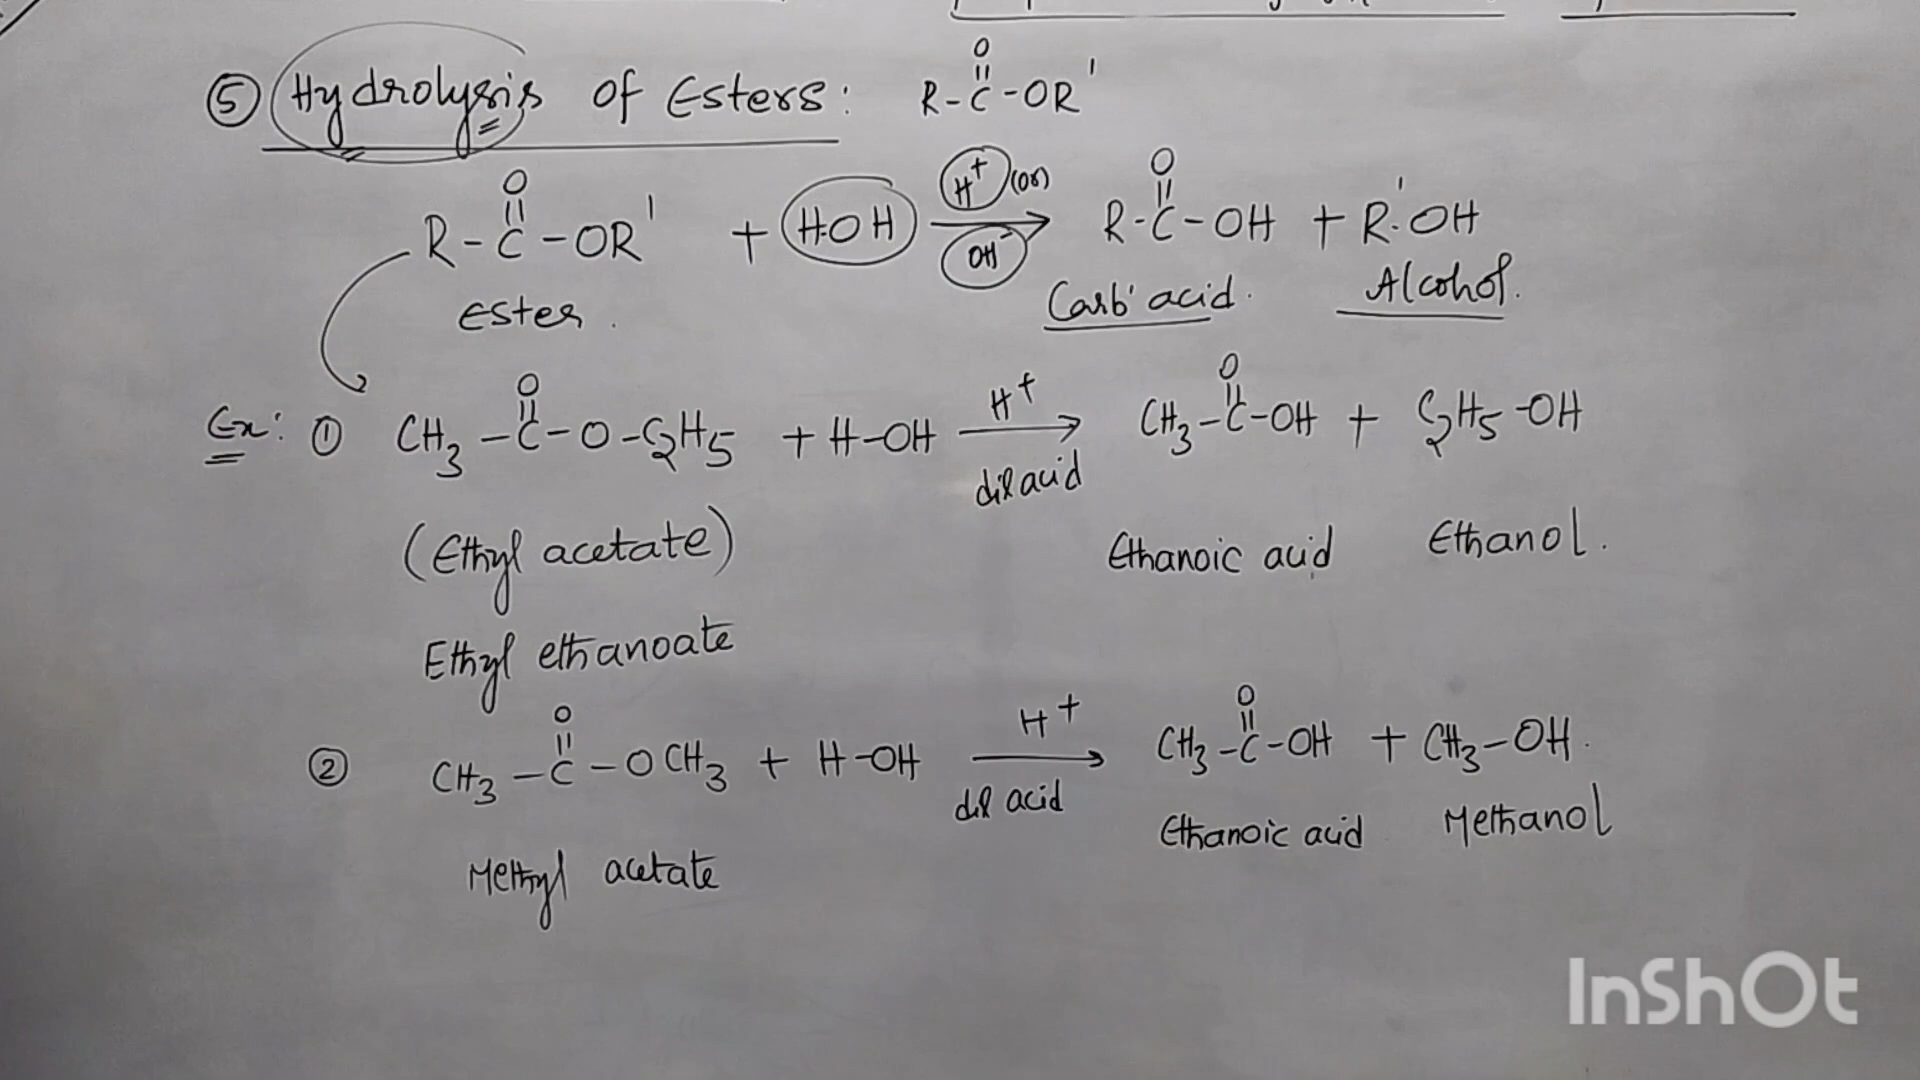 ⑤ Hydrolysis of Esters: R-C-OR'
O
||
R-C-OR' + H-OH H⁺ (or) OH⁻ → R-C-OH + R'-OH
O
||
O
||
Ester. Carb' acid. Alcohol.
Ex: ① CH₃-C-O-C₂H₅ + H-OH H⁺ → dil acid CH₃-C-OH + C₂H₅-OH
O
||
O
||
(Ethyl acetate) Ethanoic acid Ethanol.
Ethyl ethanoate
② CH₃-C-OCH₃ + H-OH H⁺ → dil acid CH₃-C-OH + CH₃-OH.
O
||
O
||
Methyl acetate Ethanoic acid Methanol
InShOt